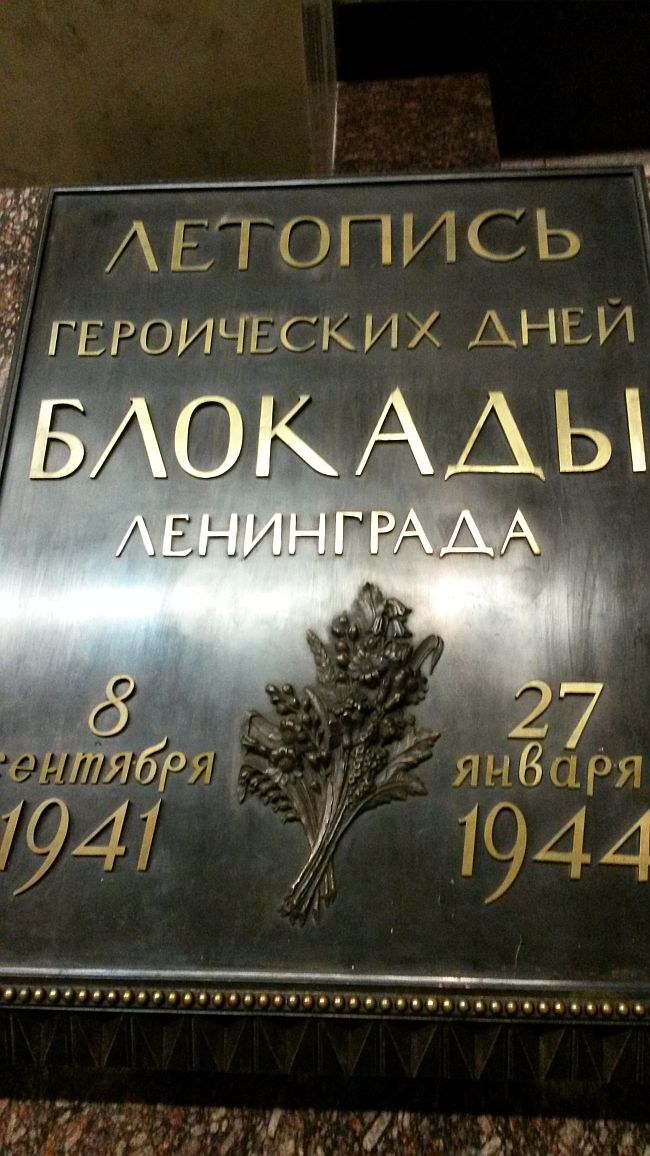 ЛЕТОПИСЬ
ГЕРОИЧЕСКИХ ДНЕЙ
БЛОКАДЫ
ЛЕНИНГРАДА
8 27
сентября января
1941 1944